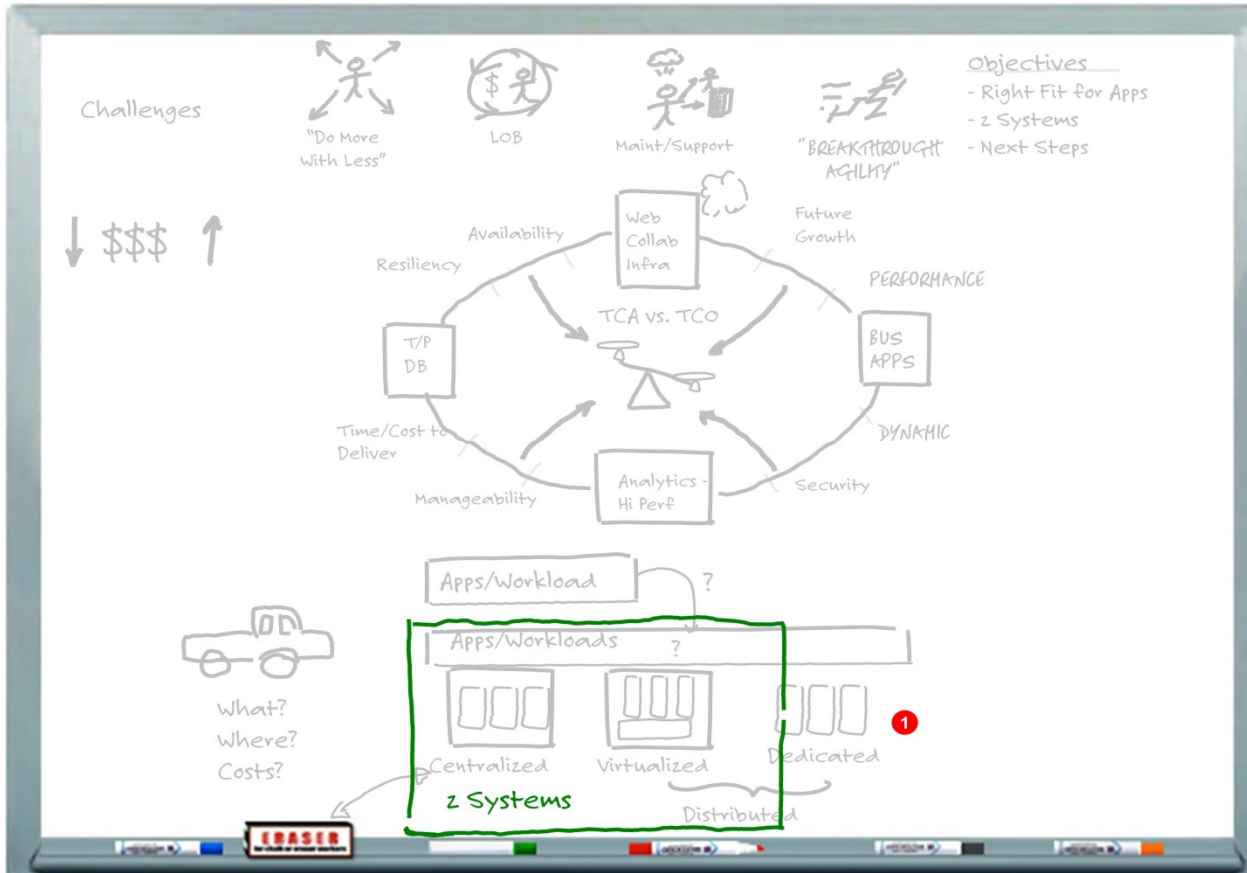 Challenges
"Do More
With Less"
LOB
Maint/Support
"BREAKTHROUGH
AGILITY"
Objectives
- Right Fit for Apps
- z Systems
- Next Steps
$$$
Availability
Resiliency
Web
Collab
Infra
Future
Growth
PERFORMANCE
TCA vs. TCO
T/P
DB
BUS
APPS
Time/Cost to
Deliver
DYNAMIC
Manageability
Analytics -
Hi Perf
Security
Apps/Workload
?
Apps/Workloads ?
What?
Where?
Costs?
Centralized
Virtualized
Dedicated
1
z Systems
Distributed
ERASER